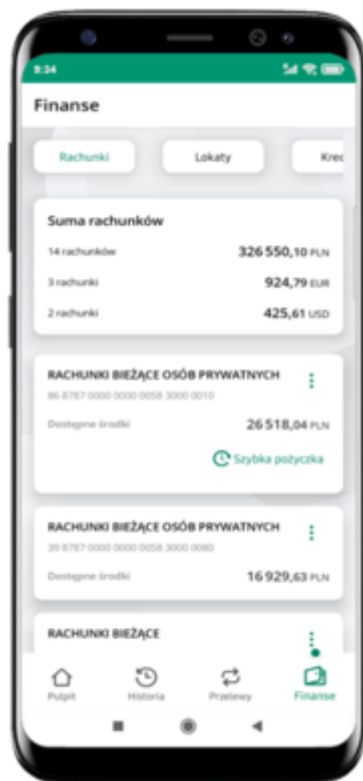 9:34
Finanse
Rachunki Lokaty Kred
Suma rachunków
14 rachunków 326 550,10 PLN
3 rachunki 924,79 EUR
2 rachunki 425,61 USD
RACHUNKI BIEŻĄCE OSÓB PRYWATNYCH
86 8787 0000 0000 0058 3000 0010
Dostępne środki 26 518,04 PLN
Szybka pożyczka
RACHUNKI BIEŻĄCE OSÓB PRYWATNYCH
39 8787 0000 0000 0058 3000 0080
Dostępne środki 16 929,63 PLN
RACHUNKI BIEŻĄCE
Pulpit Historia Przelewy Finanse